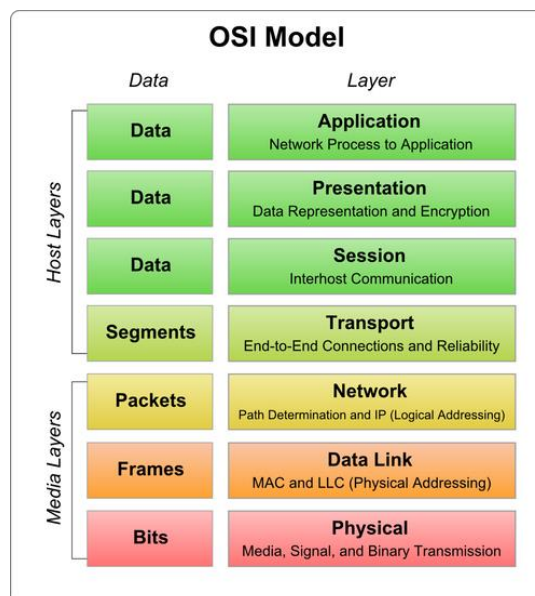 OSI Model
Data
Layer
Host Layers
Data
Application
Network Process to Application
Data
Presentation
Data Representation and Encryption
Data
Session
Interhost Communication
Segments
Transport
End-to-End Connections and Reliability
Media Layers
Packets
Network
Path Determination and IP (Logical Addressing)
Frames
Data Link
MAC and LLC (Physical Addressing)
Bits
Physical
Media, Signal, and Binary Transmission